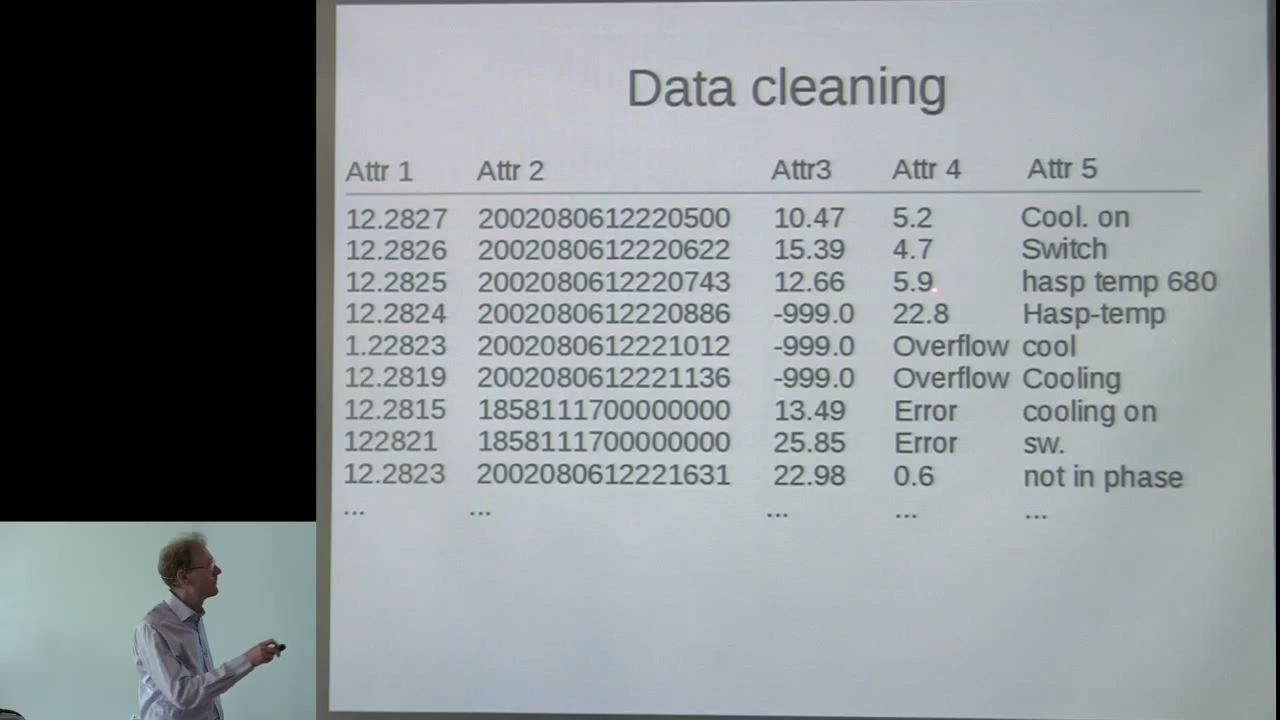 Data cleaning
Attr 1 Attr 2 Attr3 Attr 4 Attr 5
12.2827 2002080612220500 10.47 5.2 Cool. on
12.2826 2002080612220622 15.39 4.7 Switch
12.2825 2002080612220743 12.66 5.9 hasp temp 680
12.2824 2002080612220886 -999.0 22.8 Hasp-temp
1.22823 2002080612221012 -999.0 Overflow cool
12.2819 2002080612221136 -999.0 Overflow Cooling
12.2815 1858111700000000 13.49 Error cooling on
122821 1858111700000000 25.85 Error sw.
12.2823 2002080612221631 22.98 0.6 not in phase
... ... ... ... ...